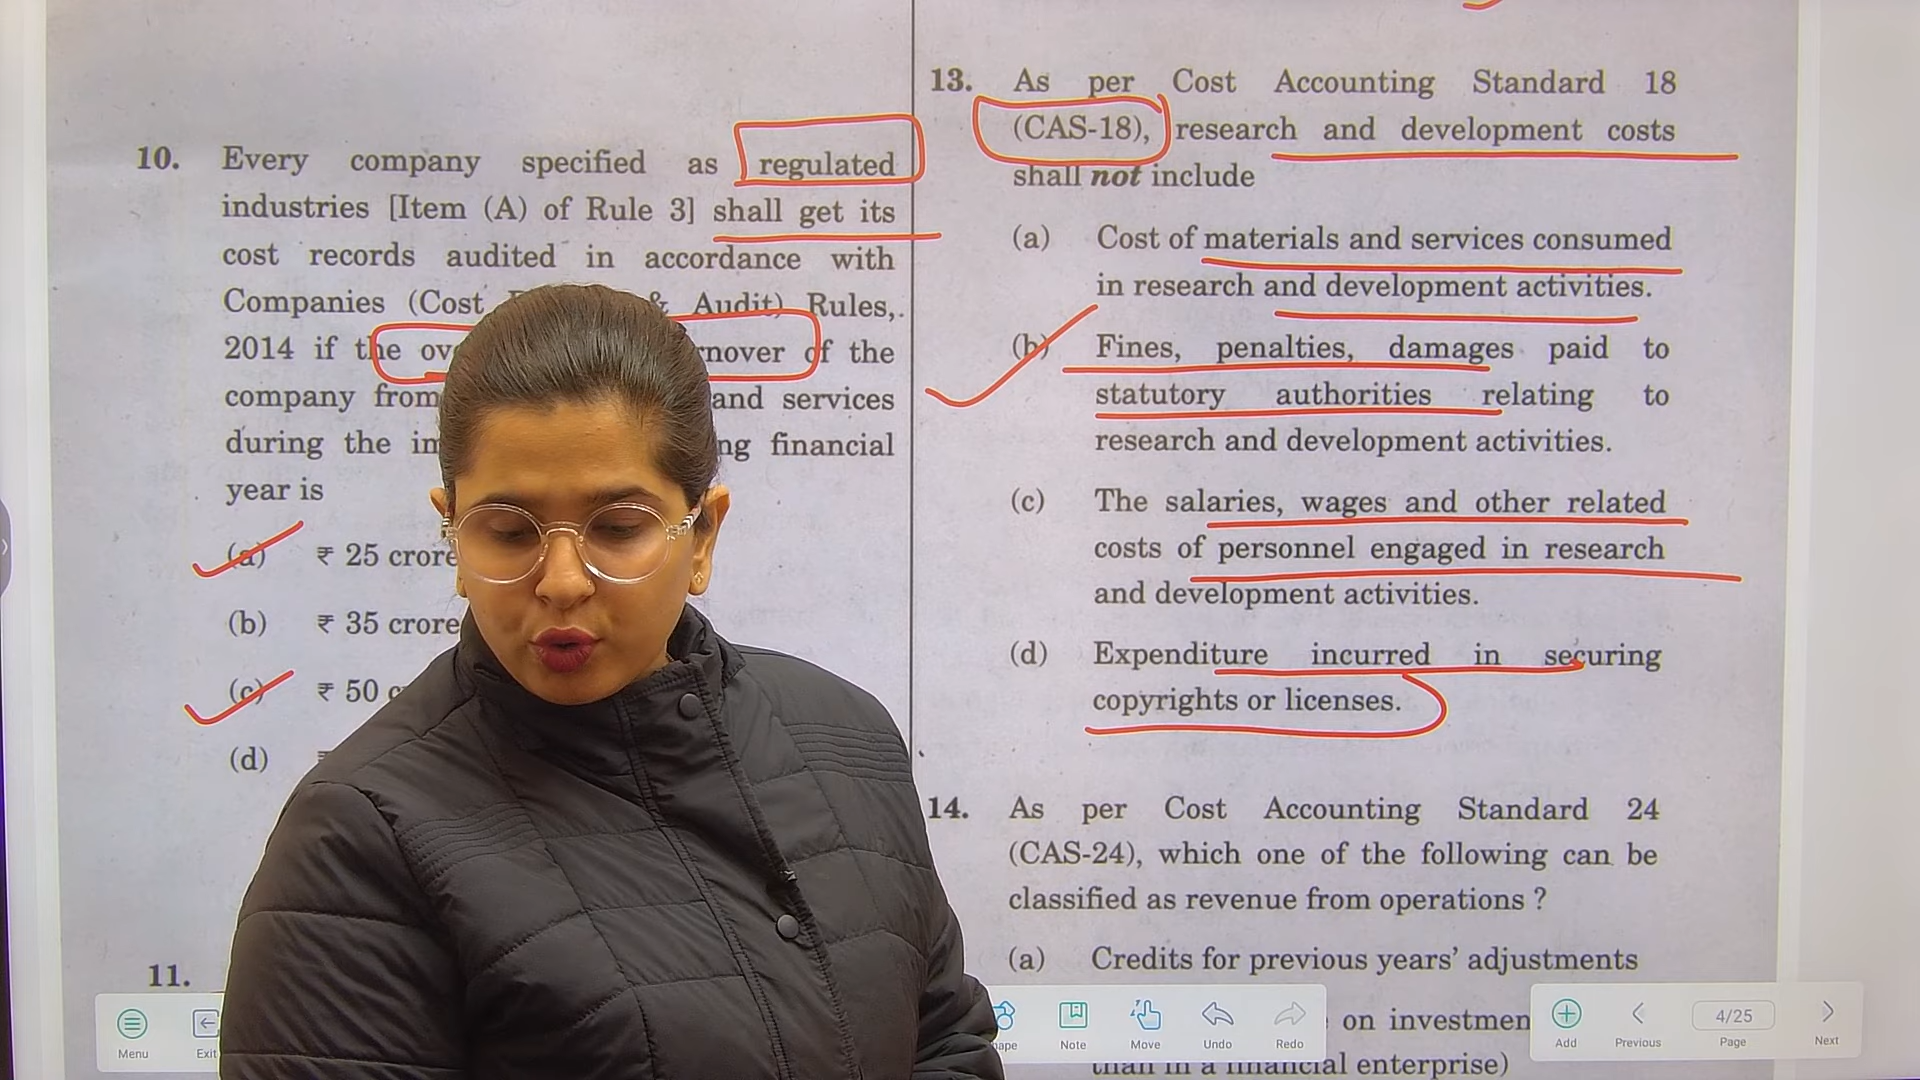 10. Every company specified as regulated
industries [Item (A) of Rule 3] shall get its
cost records audited in accordance with
Companies (Cost & Audit) Rules,
2014 if the of the
company from and services
during the financial
year is
(a) ₹ 25 crore
(b) ₹ 35 crore
(c) ₹ 50
(d)
11.
13. As per Cost Accounting Standard 18
(CAS-18), research and development costs
shall not include
(a) Cost of materials and services consumed
in research and development activities.
(b) Fines, penalties, damages paid to
statutory authorities relating to
research and development activities.
(c) The salaries, wages and other related
costs of personnel engaged in research
and development activities.
(d) Expenditure incurred in securing
copyrights or licenses.
14. As per Cost Accounting Standard 24
(CAS-24), which one of the following can be
classified as revenue from operations ?
(a) Credits for previous years' adjustments
on
than in a financial enterprise)
Menu
Exit
Note
Move
Undo
Redo
Add
Previous
4/25
Page
Next